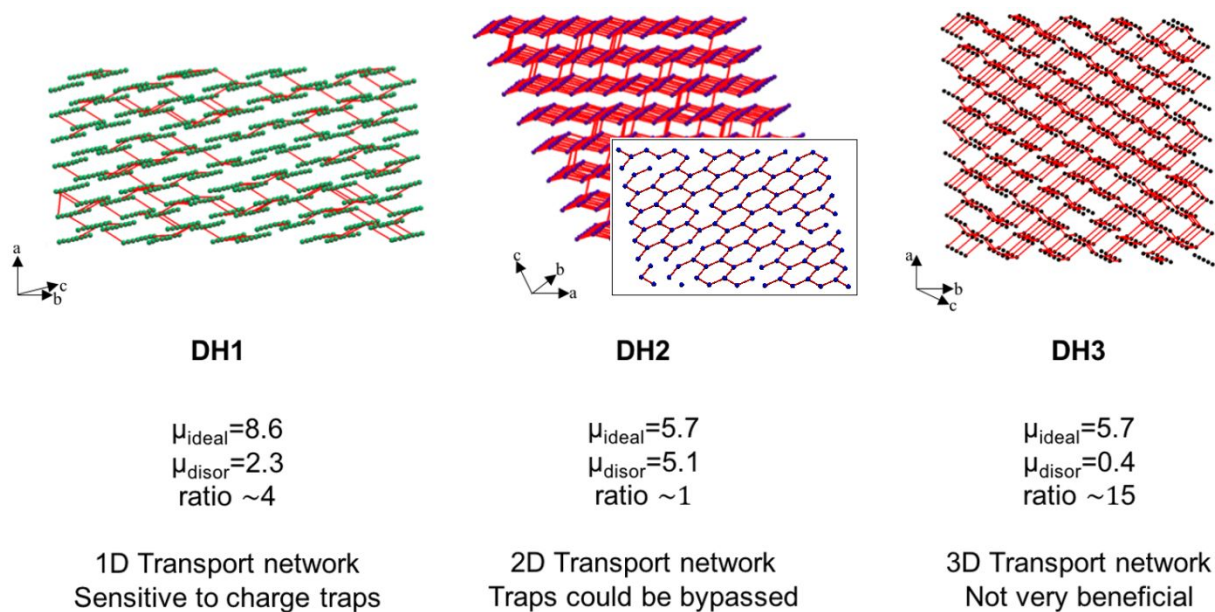 a
c
b
c
b
a
a
b
c
DH1
DH2
DH3
μideal=8.6
μdisor=2.3
ratio ~4
μideal=5.7
μdisor=5.1
ratio ~1
μideal=5.7
μdisor=0.4
ratio ~15
1D Transport network
Sensitive to charge traps
2D Transport network
Traps could be bypassed
3D Transport network
Not very beneficial